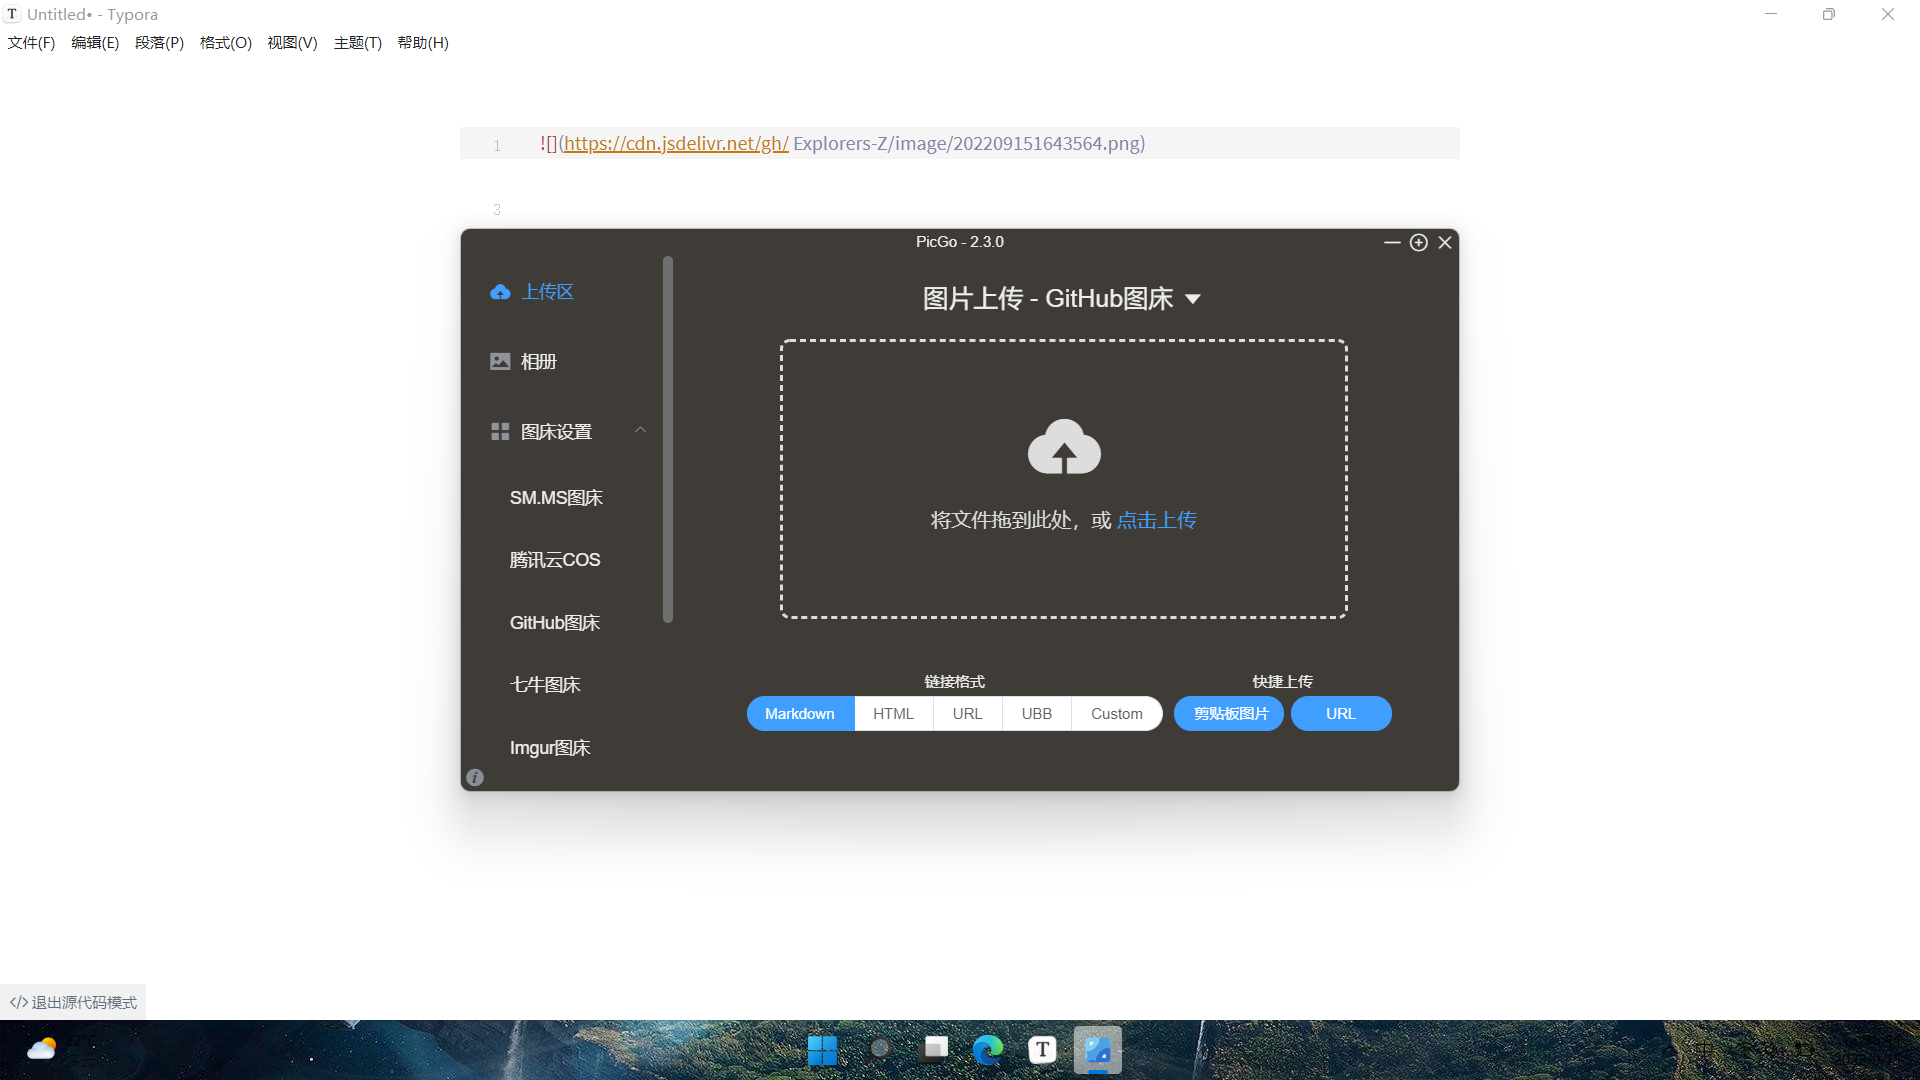 T Untitled• - Typora
文件(F) 编辑(E) 段落(P) 格式(O) 视图(V) 主题(T) 帮助(H)
1 ![](https://cdn.jsdelivr.net/gh/ Explorers-Z/image/202209151643564.png)
3
PicGo - 2.3.0
上传区
相册
图床设置
SM.MS图床
腾讯云COS
GitHub图床
七牛图床
Imgur图床
图片上传 - GitHub图床
将文件拖到此处，或 点击上传
链接格式
快捷上传
Markdown HTML URL UBB Custom
剪贴板图片 URL
</> 退出源代码模式
22°C
T